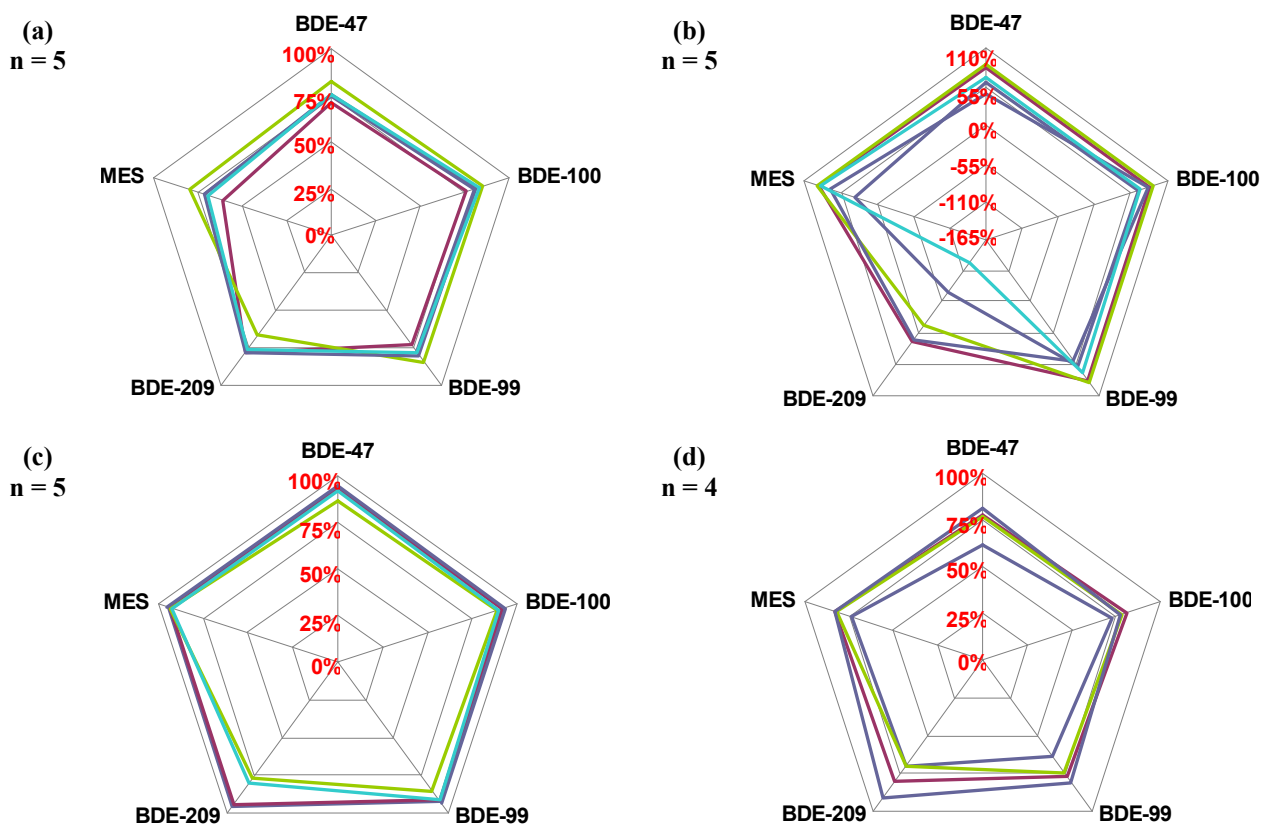 (a)
n = 5
BDE-47
100%
75%
50%
25%
0%
MES
BDE-100
BDE-209
BDE-99
(b)
n = 5
BDE-47
110%
55%
0%
-55%
-110%
-165%
MES
BDE-100
BDE-209
BDE-99
(c)
n = 5
BDE-47
100%
75%
50%
25%
0%
MES
BDE-100
BDE-209
BDE-99
(d)
n = 4
BDE-47
100%
75%
50%
25%
0%
MES
BDE-100
BDE-209
BDE-99